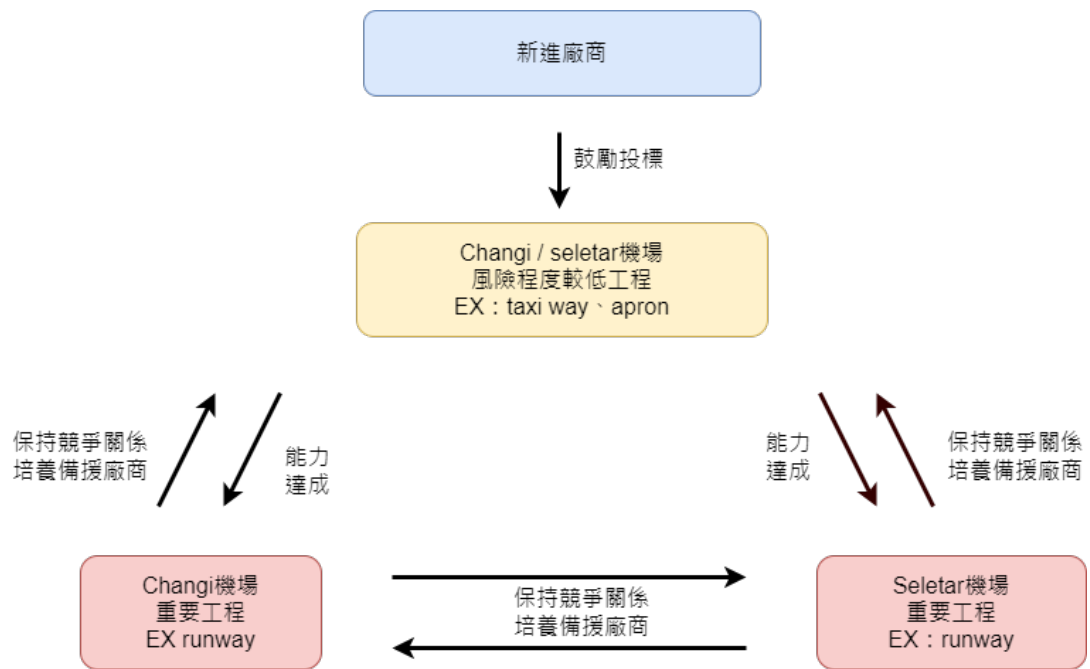 新進廠商
鼓勵投標
Changi / seletar機場
風險程度較低工程
EX：taxi way、apron
保持競爭關係
培養備援廠商
能力
達成
能力
達成
保持競爭關係
培養備援廠商
Changi機場
重要工程
EX runway
保持競爭關係
培養備援廠商
Seletar機場
重要工程
EX：runway